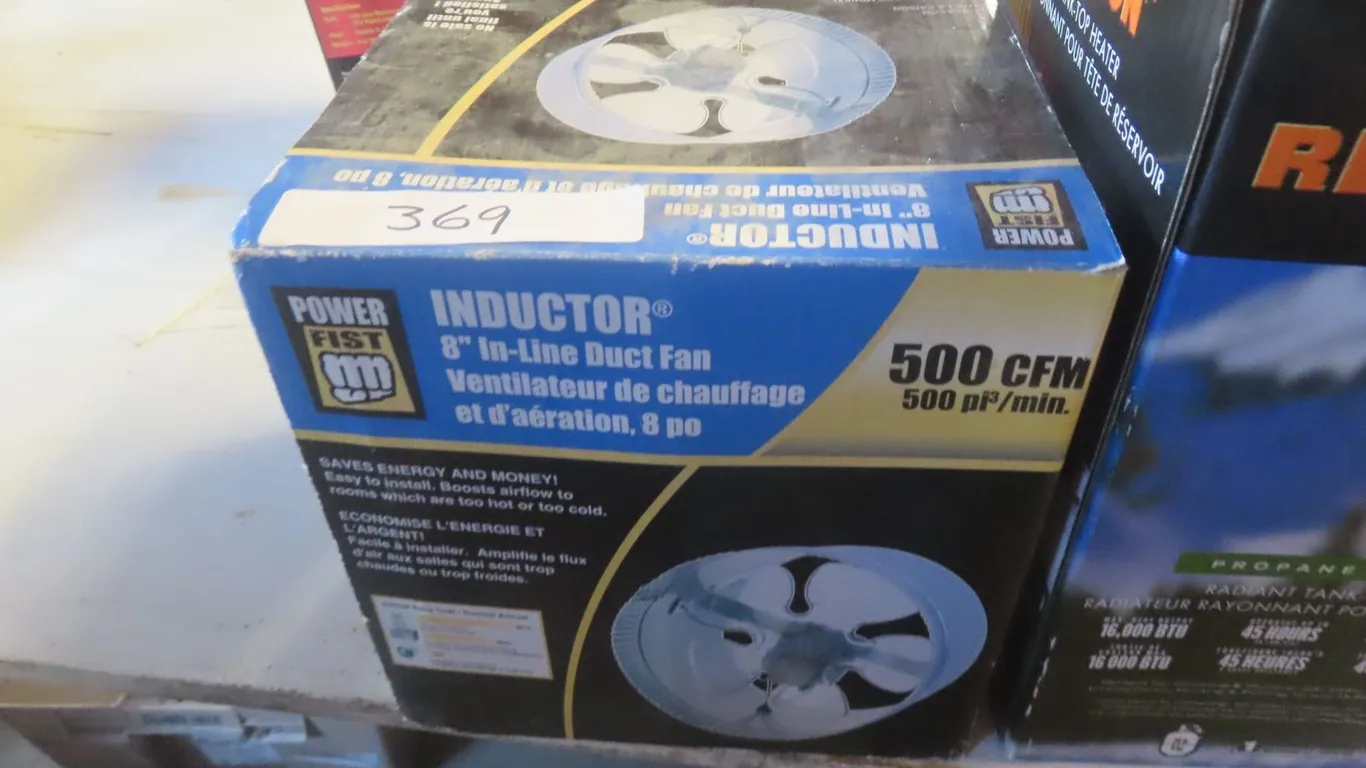 369
INDUCTOR®
8" In-Line Duct Fan
Ventilateur de chauffage et d'aération, 8 po
POWER
FIST
POWER
FIST
INDUCTOR®
8" In-Line Duct Fan
Ventilateur de chauffage
et d'aération, 8 po
500 CFM
500 pi³/min.
SAVES ENERGY AND MONEY!
Easy to install. Boosts airflow to
rooms which are too hot or too cold.
ECONOMISE L'ENERGIE ET
L'ARGENT!
Facile à installer. Amplifie le flux
d'air aux salles qui sont trop
chaudes ou trop froides.
TOP HEATER
POUR TÊTE DE RÉSERVOIR
PROPANE
RADIANT TANK
RADIATEUR RAYONNANT
16,000 BTU
45 HOURS
16 000 BTU
45 HEURES